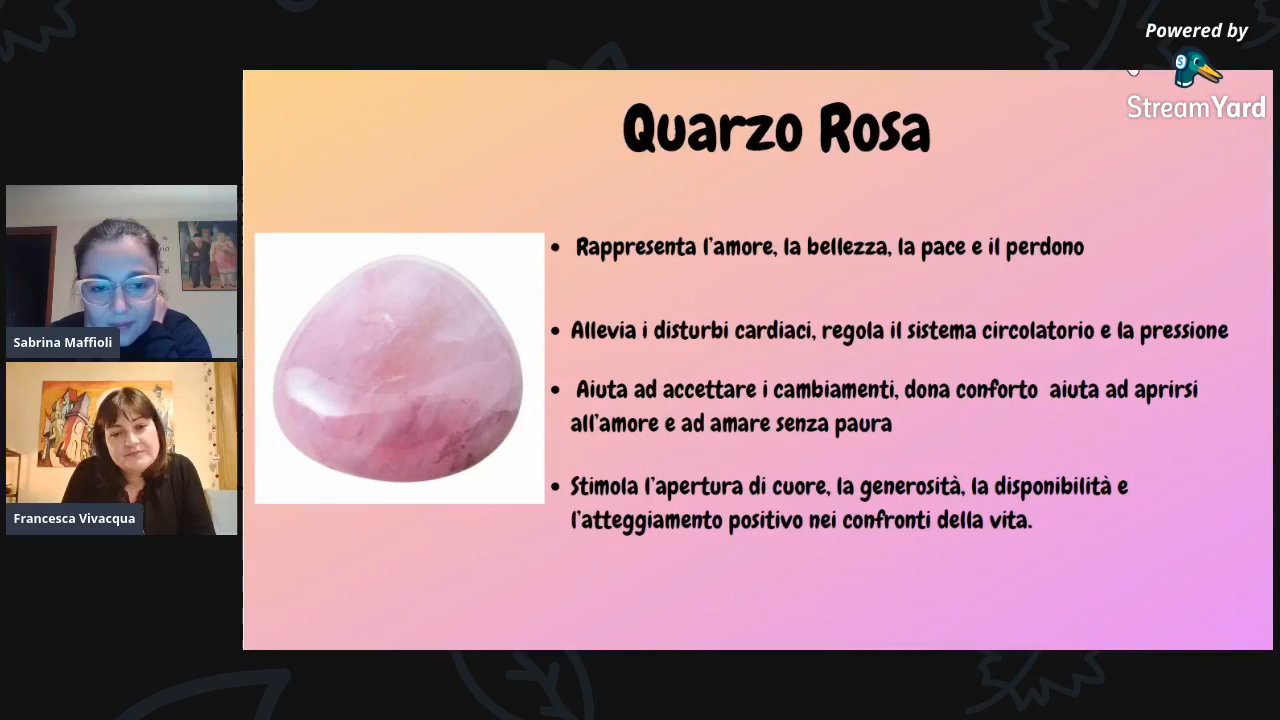 Powered by
StreamYard
Quarzo Rosa
• Rappresenta l'amore, la bellezza, la pace e il perdono
• Allevia i disturbi cardiaci, regola il sistema circolatorio e la pressione
• Aiuta ad accettare i cambiamenti, dona conforto aiuta ad aprirsi
all'amore e ad amare senza paura
• Stimola l'apertura di cuore, la generosità, la disponibilità e
l'atteggiamento positivo nei confronti della vita.
Sabrina Maffioli
Francesca Vivacqua